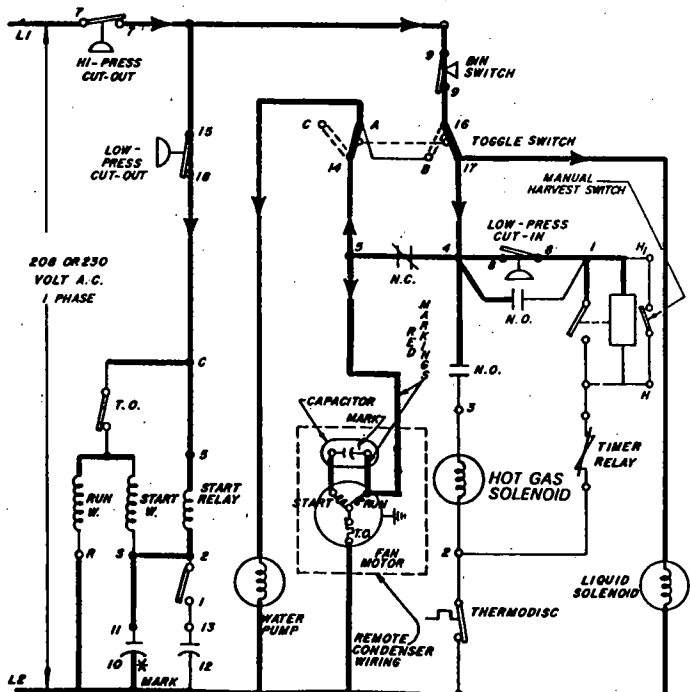 L1
7
7
HI-PRESS
CUT-OUT
9
9
BIN
SWITCH
C
A
16
TOGGLE SWITCH
14
B
17
15
LOW-
PRESS
CUT-OUT
18
MANUAL
HARVEST SWITCH
LOW-PRESS
CUT-IN
208 OR 230
VOLT A.C.
1 PHASE
5
N.C.
4
8
8
1
H1
N.O.
RED
MARKINGS
C
T.O.
N.O.
3
H
CAPACITOR
MARK
TIMER
RELAY
5
RUN
W.
START
W.
START
RELAY
START
RUN
T.O.
HOT GAS
SOLENOID
R
S
2
FAN
MOTOR
2
1
WATER
PUMP
THERMODISC
LIQUID
SOLENOID
11
13
REMOTE
CONDENSER
WIRING
10
*
12
MARK
L2